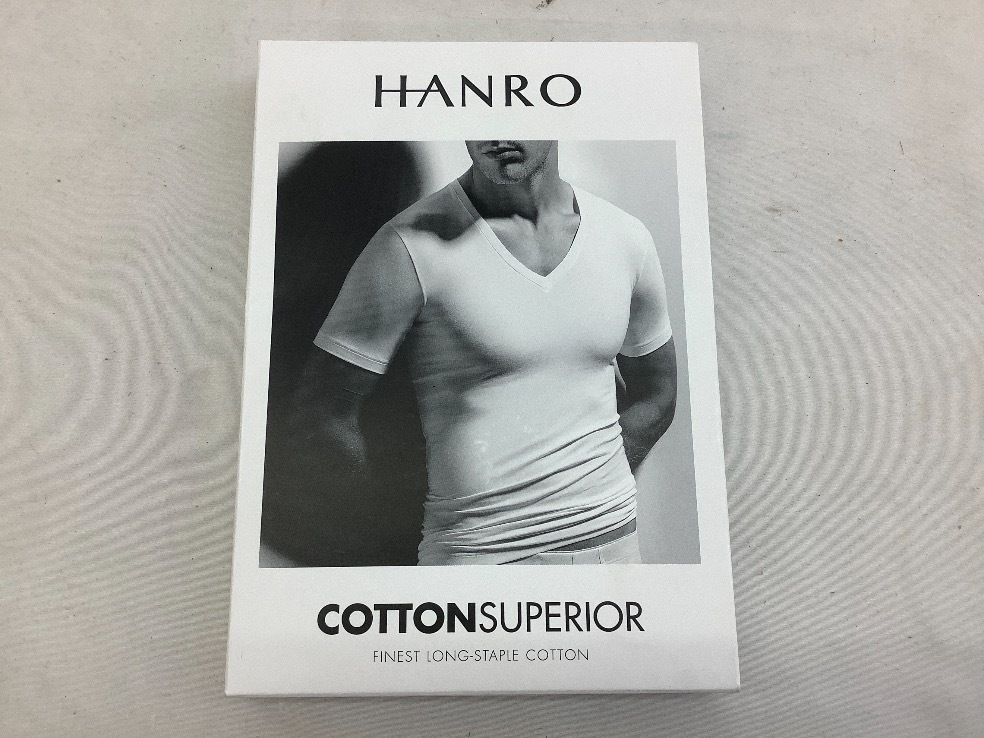 HANRO
COTTONSUPERIOR
FINEST LONG-STAPLE COTTON